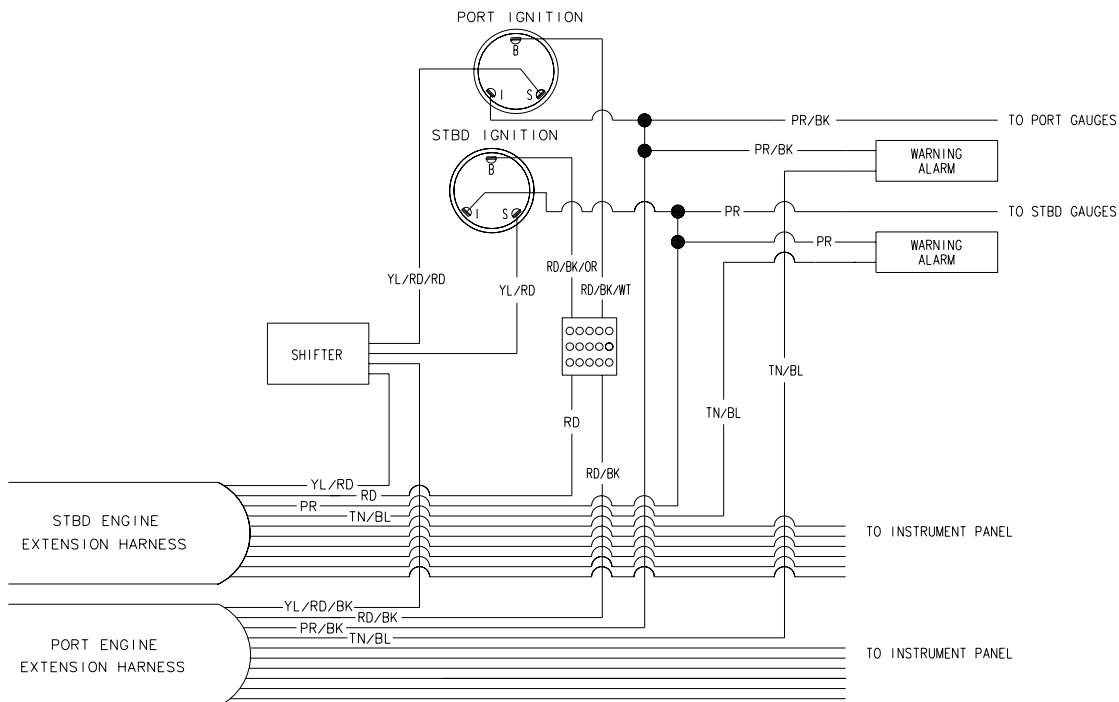 PORT IGNITION
B
I
S
STBD IGNITION
B
I
S
PR/BK
TO PORT GAUGES
PR/BK
WARNING
ALARM
PR
TO STBD GAUGES
PR
WARNING
ALARM
YL/RD/RD
YL/RD
RD/BK/OR
RD/BK/WT
SHIFTER
TN/BL
TN/BL
RD
RD/BK
YL/RD
RD
PR
TN/BL
STBD ENGINE
EXTENSION HARNESS
TO INSTRUMENT PANEL
YL/RD/BK
RD/BK
PR/BK
TN/BL
PORT ENGINE
EXTENSION HARNESS
TO INSTRUMENT PANEL